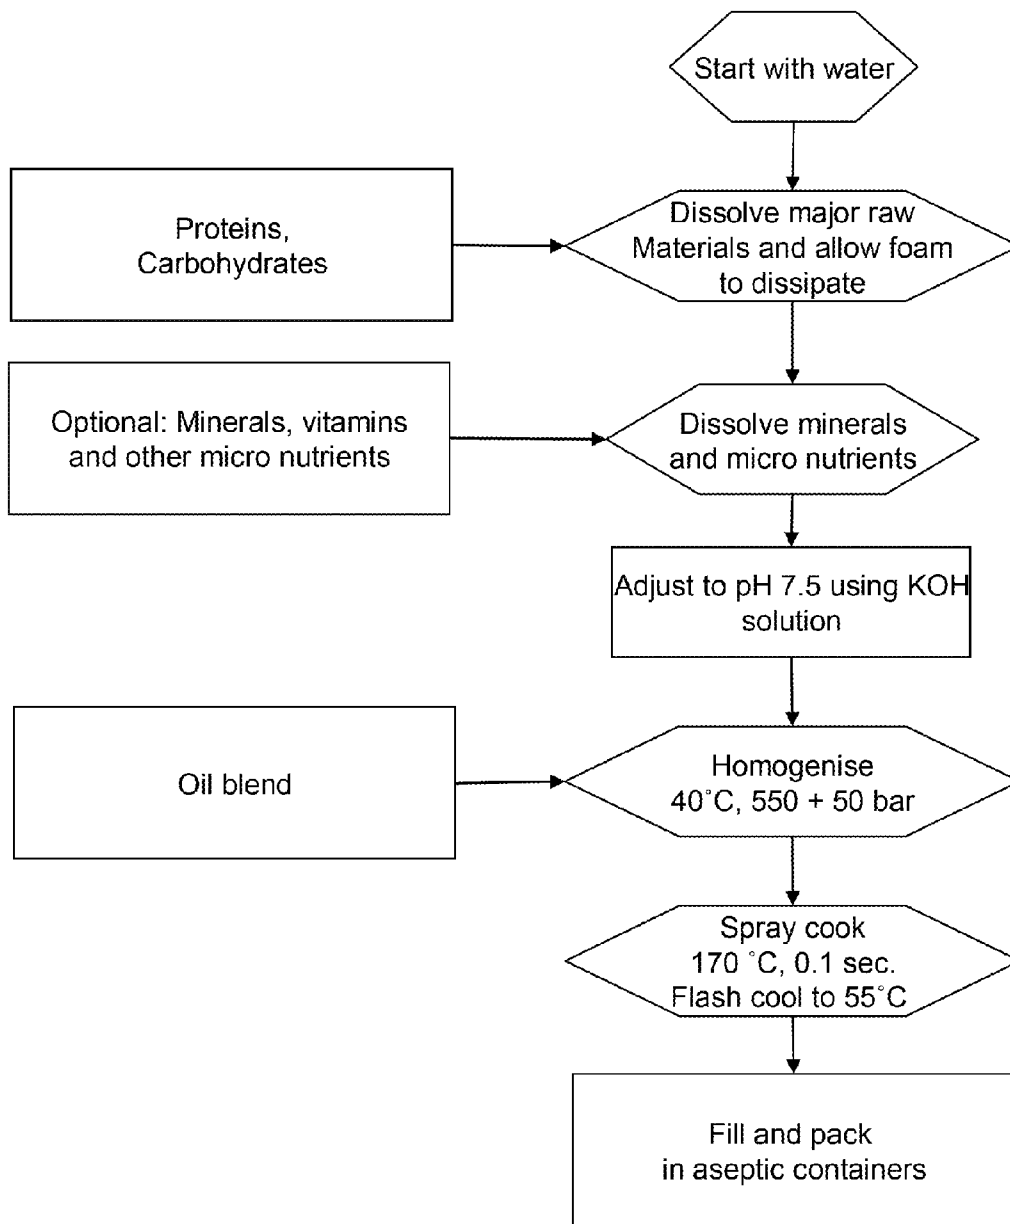 Start with water
Proteins,
Carbohydrates
Dissolve major raw
Materials and allow foam
to dissipate
Optional: Minerals, vitamins
and other micro nutrients
Dissolve minerals
and micro nutrients
Adjust to pH 7.5 using KOH
solution
Oil blend
Homogenise
40˚C, 550 + 50 bar
Spray cook
170 ˚C, 0.1 sec.
Flash cool to 55˚C
Fill and pack
in aseptic containers